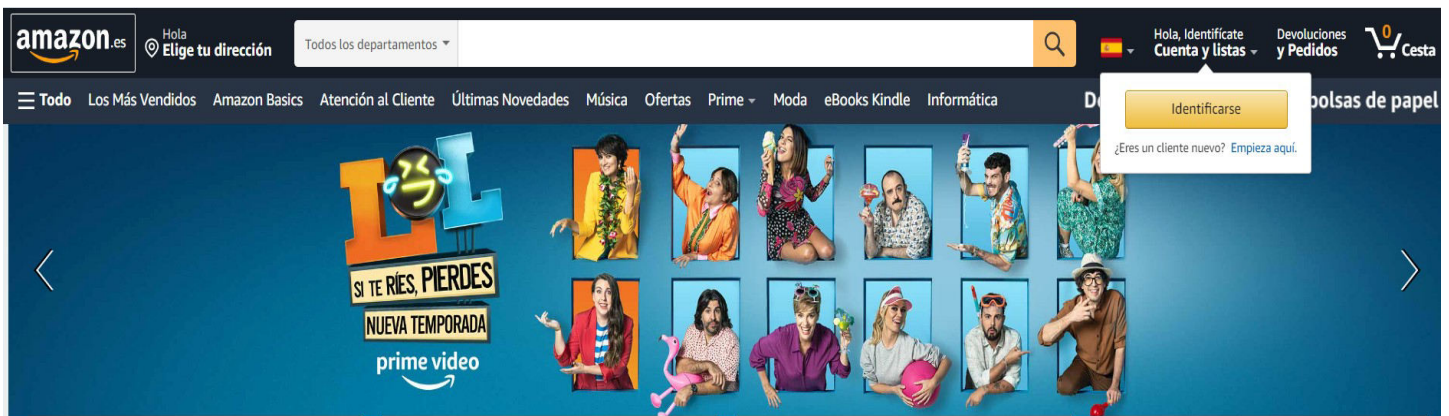 amazon.es
Hola
Elige tu dirección
Todos los departamentos
Hola, Identifícate
Cuenta y listas
Devoluciones
y Pedidos
0
Cesta
Todo Los Más Vendidos Amazon Basics Atención al Cliente Últimas Novedades Música Ofertas Prime Moda eBooks Kindle Informática
bolsas de papel
Identificarse
¿Eres un cliente nuevo? Empieza aquí.
LOL
SI TE RÍES, PIERDES
NUEVA TEMPORADA
prime video